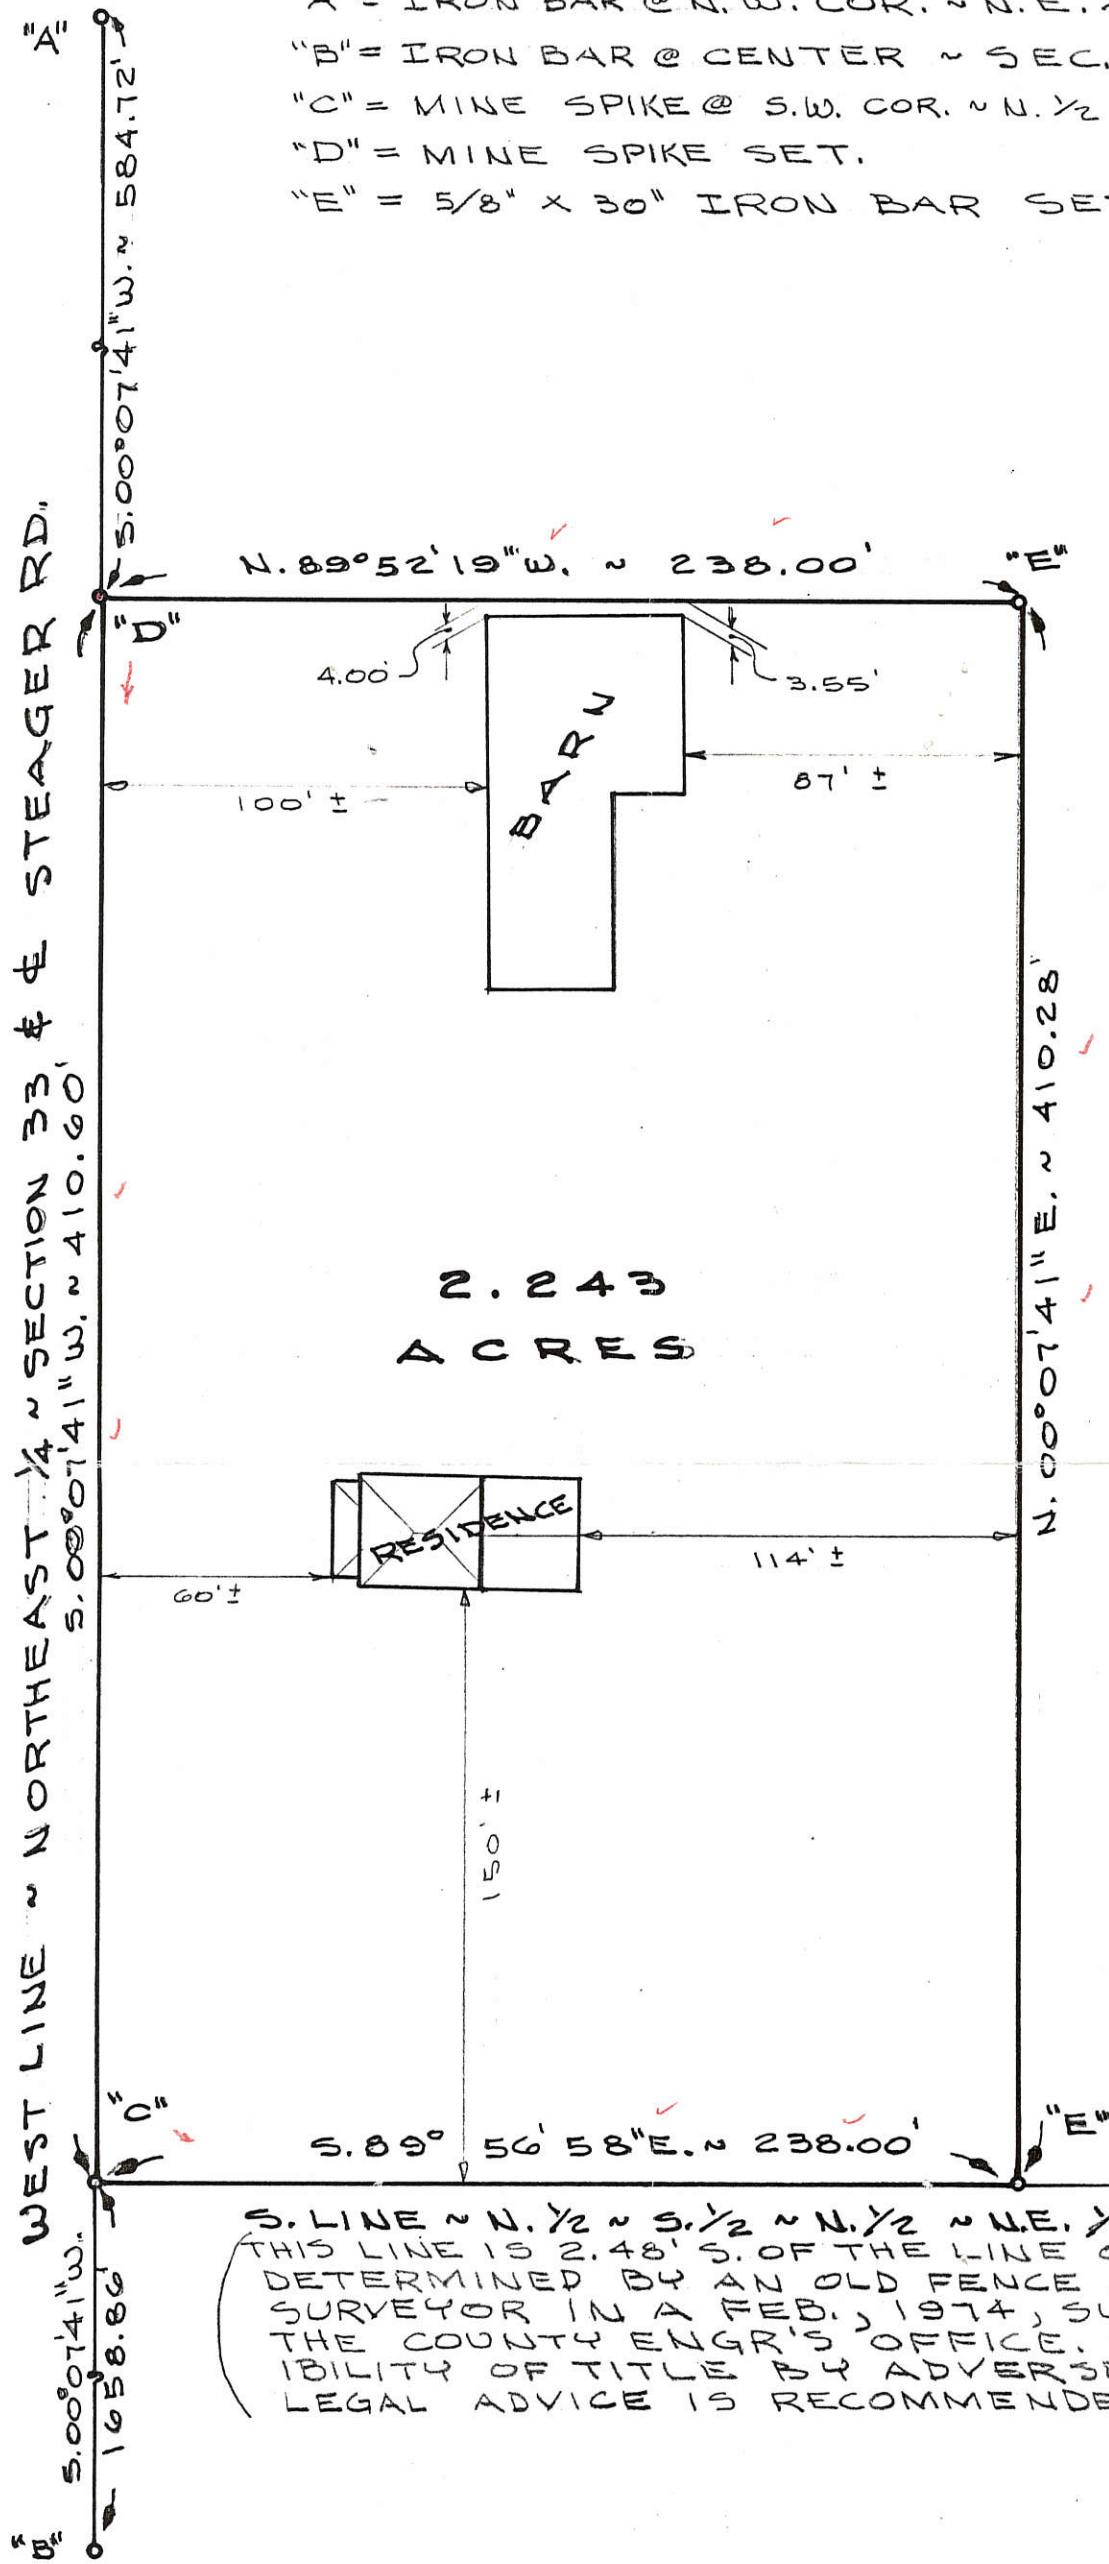 "A" = IRON BAR @ N.W. COR. ~ N.E.
"B" = IRON BAR @ CENTER ~ SEC.
"C" = MINE SPIKE @ S.W. COR. ~ N. 1/2
"D" = MINE SPIKE SET.
"E" = 5/8" X 30" IRON BAR SET
"A"
S.00°07'41"W. ~ 584.72'
N.89°52'19"W. ~ 238.00'
"E"
"D"
4.00'
3.55'
BARN
100' ±
87' ±
WEST LINE ~ NORTHEAST 1/4 ~ SECTION 33 & ℄ STEAGER RD.
S.00°07'41"W. ~ 410.60'
N.00°07'41"E. ~ 410.28'
2.243
ACRES
RESIDENCE
60' ±
114' ±
150' ±
"C"
S.89° 56' 58"E. ~ 238.00'
"E"
S. LINE ~ N. 1/2 ~ S. 1/2 ~ N. 1/2 ~ N.E.
THIS LINE IS 2.48' S. OF THE LINE
DETERMINED BY AN OLD FENCE
SURVEYOR IN A FEB., 1974,
THE COUNTY ENGR'S OFFICE.
IBILITY OF TITLE BY ADVERSE
LEGAL ADVICE IS RECOMMENDE
S.00°07'41"W.
1658.86'
"B"